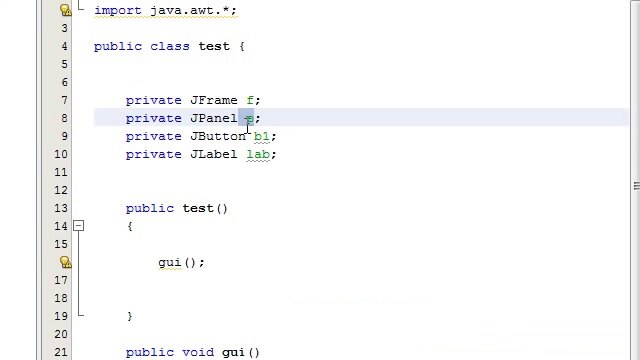 import java.awt.*;
3
4 public class test {
5
6
7 private JFrame f;
8 private JPanel p;
9 private JButton b1;
10 private JLabel lab;
11
12
13 public test()
14 {
15
gui();
17
18
19 }
20
21 public void gui()